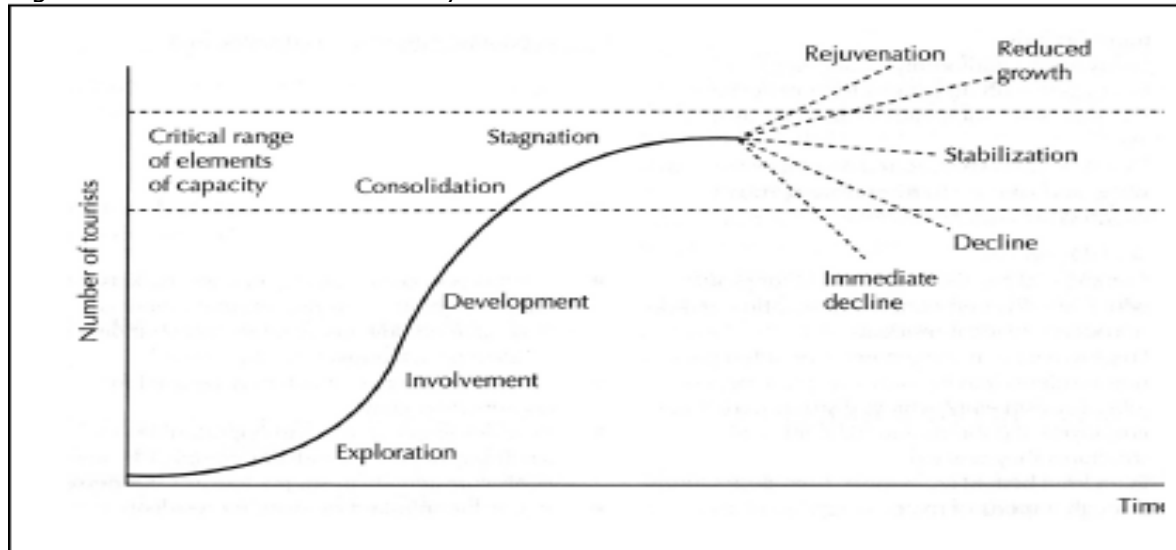 Rejuvenation
Reduced
growth
Critical range
of elements
of capacity
Stagnation
Consolidation
Stabilization
Decline
Immediate
decline
Number of tourists
Development
Involvement
Exploration
Time